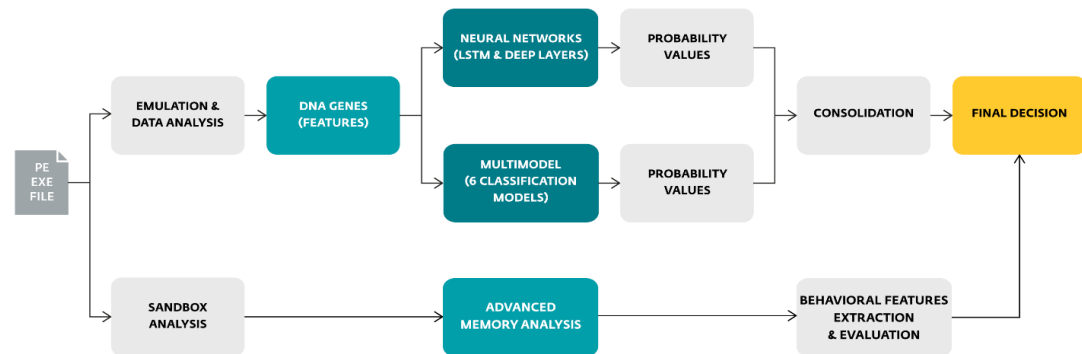 PE
EXE
FILE
EMULATION &
DATA ANALYSIS
DNA GENES
(FEATURES)
NEURAL NETWORKS
(LSTM & DEEP LAYERS)
PROBABILITY
VALUES
MULTIMODEL
(6 CLASSIFICATION
MODELS)
PROBABILITY
VALUES
CONSOLIDATION
FINAL DECISION
SANDBOX
ANALYSIS
ADVANCED
MEMORY ANALYSIS
BEHAVIORAL FEATURES
EXTRACTION
& EVALUATION